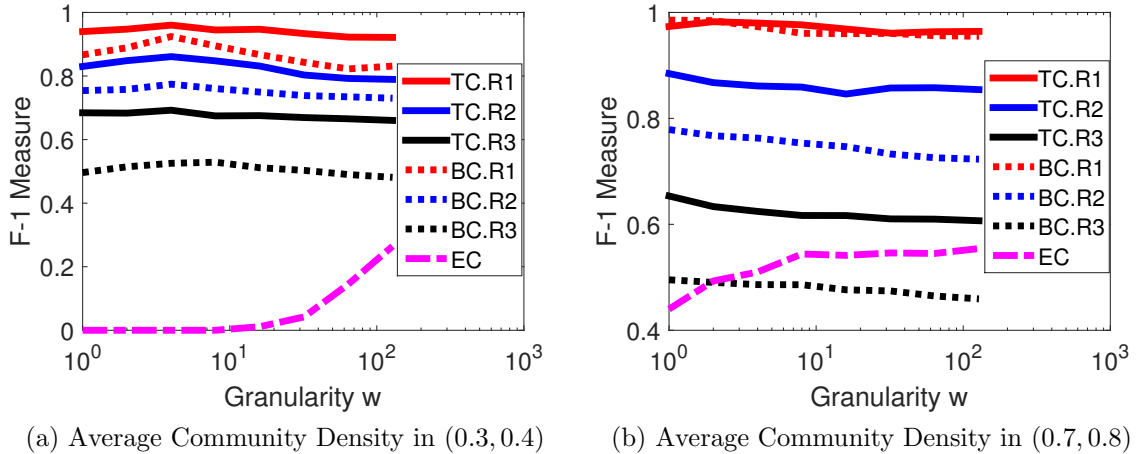 1
0.8
0.6
0.4
0.2
0
F-1 Measure
10^0
10^1
10^2
10^3
Granularity w
TC.R1
TC.R2
TC.R3
BC.R1
BC.R2
BC.R3
EC
(a) Average Community Density in (0.3, 0.4)
1
0.8
0.6
0.4
F-1 Measure
10^0
10^1
10^2
10^3
Granularity w
TC.R1
TC.R2
TC.R3
BC.R1
BC.R2
BC.R3
EC
(b) Average Community Density in (0.7, 0.8)